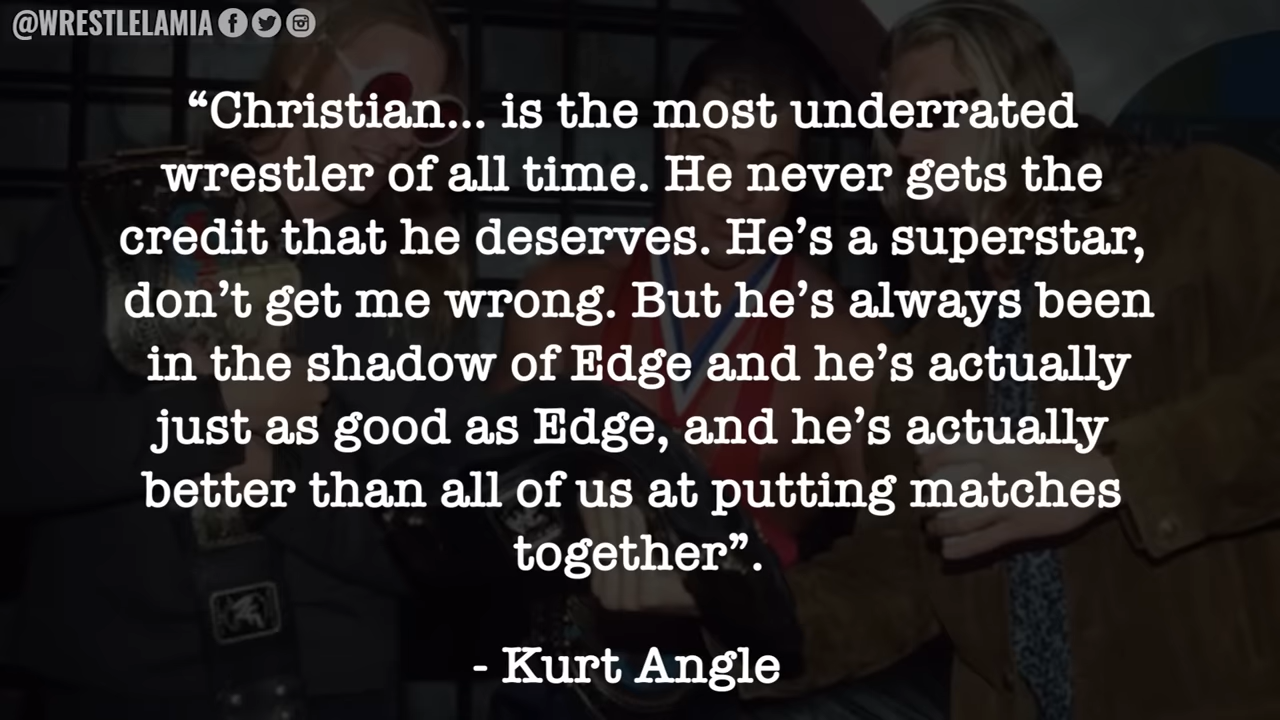 @WRESTLELAMIA
“Christian... is the most underrated
wrestler of all time. He never gets the
credit that he deserves. He’s a superstar,
don’t get me wrong. But he’s always been
in the shadow of Edge and he’s actually
just as good as Edge, and he’s actually
better than all of us at putting matches
together”.
- Kurt Angle